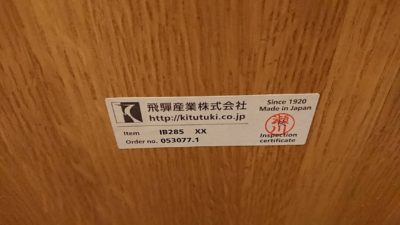 飛騨産業株式会社
http://kitutuki.co.jp
Item IB285 XX
Order no. 053077.1
Since 1920
Made in Japan
Inspection
certificate